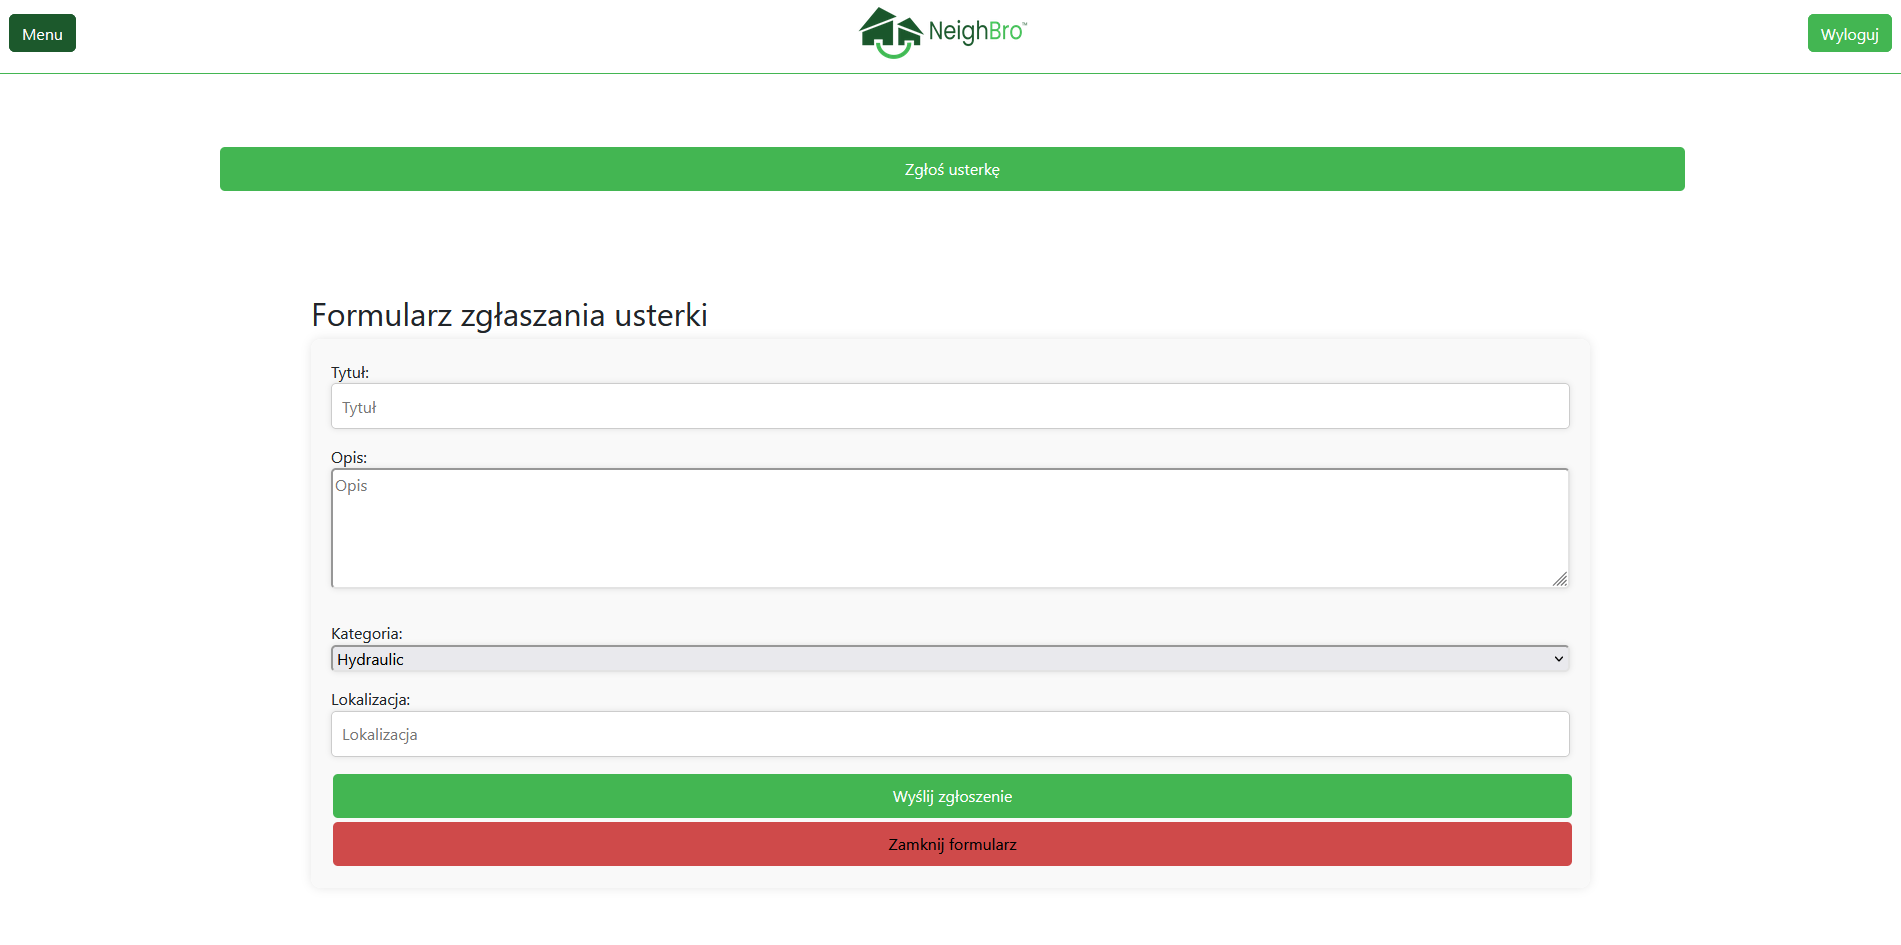 Menu
NeighBro™
Wyloguj
Zgłoś usterkę
Formularz zgłaszania usterki
Tytuł:
Tytuł
Opis:
Opis
Kategoria:
Hydraulic
Lokalizacja:
Lokalizacja
Wyślij zgłoszenie
Zamknij formularz